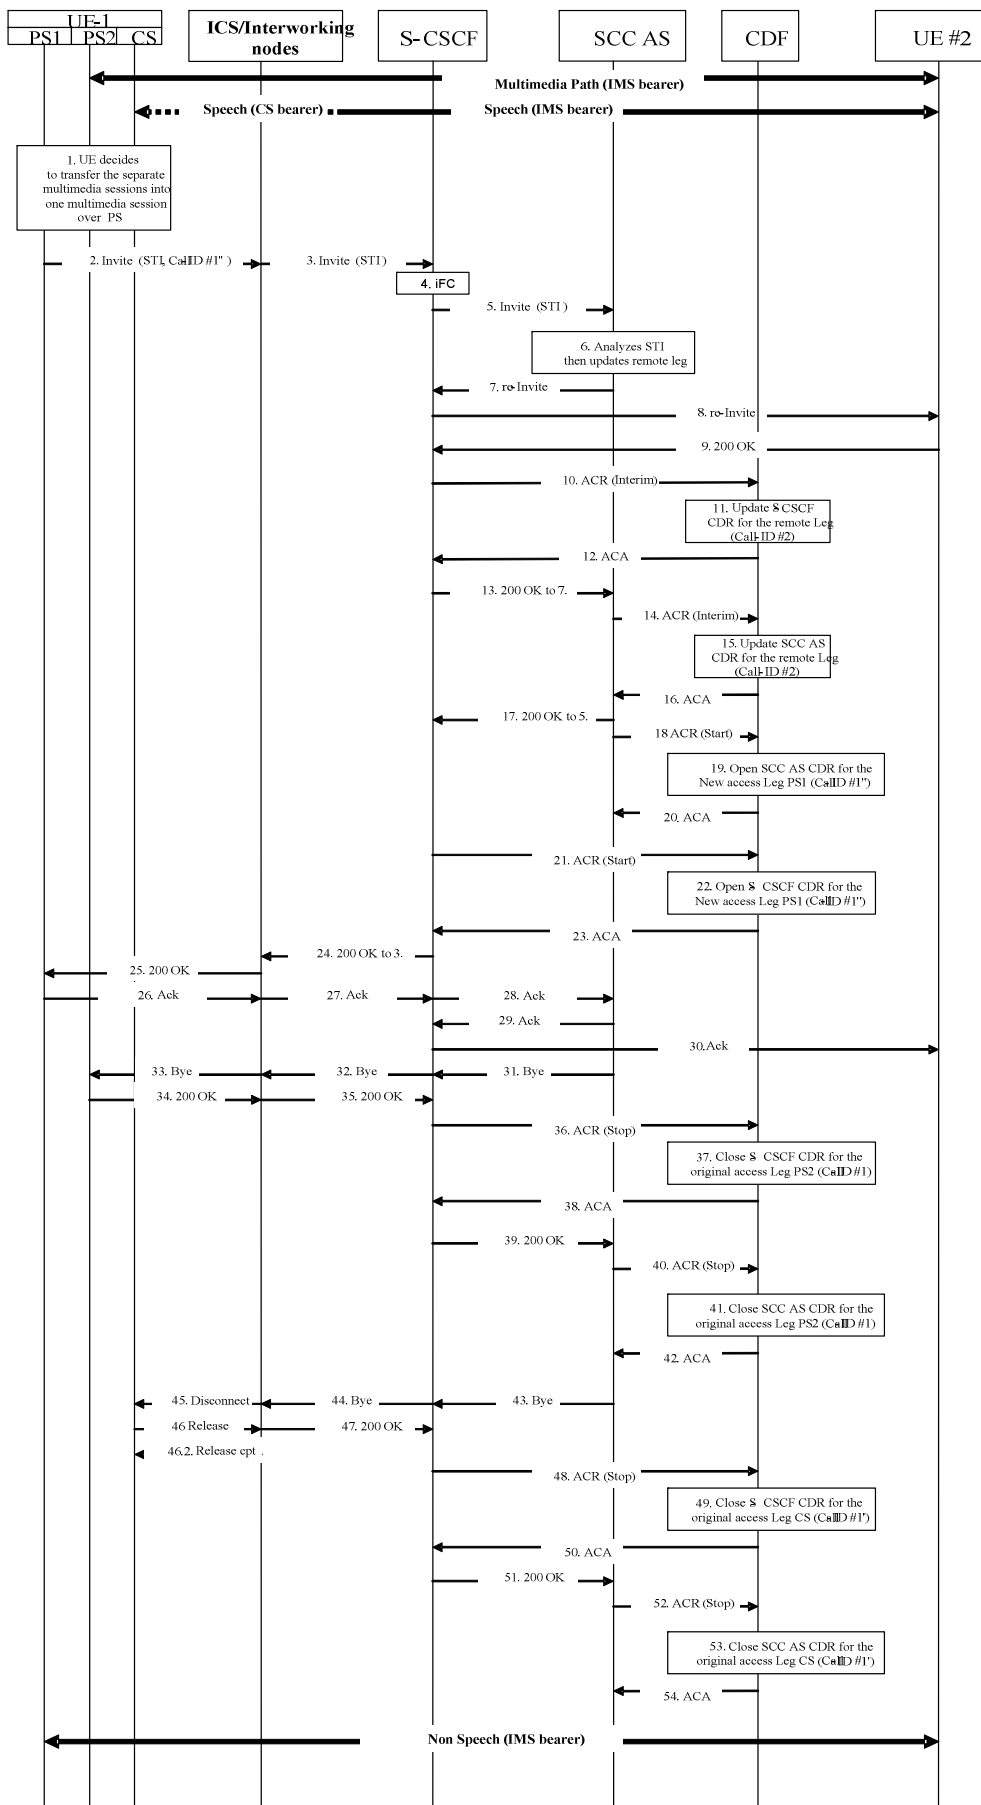 UE-1
PS1 PS2 CS
ICS/Interworking
nodes
S-CSCF
SCC AS
CDF
UE #2
Multimedia Path (IMS bearer)
Speech (CS bearer)
Speech (IMS bearer)
1. UE decides
to transfer the separate
multimedia sessions into
one multimedia session
over PS
2. Invite (STI, Call-ID #1")
3. Invite (STI)
4. iFC
5. Invite (STI)
6. Analyzes STI
then updates remote leg
7. re-Invite
8. re-Invite
9. 200 OK
10. ACR (Interim)
11. Update S-CSCF
CDR for the remote Leg
(Call-ID #2)
12. ACA
13. 200 OK to 7.
14. ACR (Interim)
15. Update SCC AS
CDR for the remote Leg
(Call-ID #2)
16. ACA
17. 200 OK to 5.
18 ACR (Start)
19. Open SCC AS CDR for the
New access Leg PS1 (Call-ID #1")
20. ACA
21. ACR (Start)
22. Open S-CSCF CDR for the
New access Leg PS1 (Call-ID #1")
23. ACA
24. 200 OK to 3.
25. 200 OK
26. Ack
27. Ack
28. Ack
29. Ack
30.Ack
33. Bye
32. Bye
31. Bye
34. 200 OK
35. 200 OK
36. ACR (Stop)
37. Close S-CSCF CDR for the
original access Leg PS2 (Call-ID #1)
38. ACA
39. 200 OK
40. ACR (Stop)
41. Close SCC AS CDR for the
original access Leg PS2 (Call-ID #1)
42. ACA
45. Disconnect
44. Bye
43. Bye
46 Release
47. 200 OK
46.2. Release cpt .
48. ACR (Stop)
49. Close S-CSCF CDR for the
original access Leg CS (Call-ID #1')
50. ACA
51. 200 OK
52. ACR (Stop)
53. Close SCC AS CDR for the
original access Leg CS (Call-ID #1')
54. ACA
Non Speech (IMS bearer)